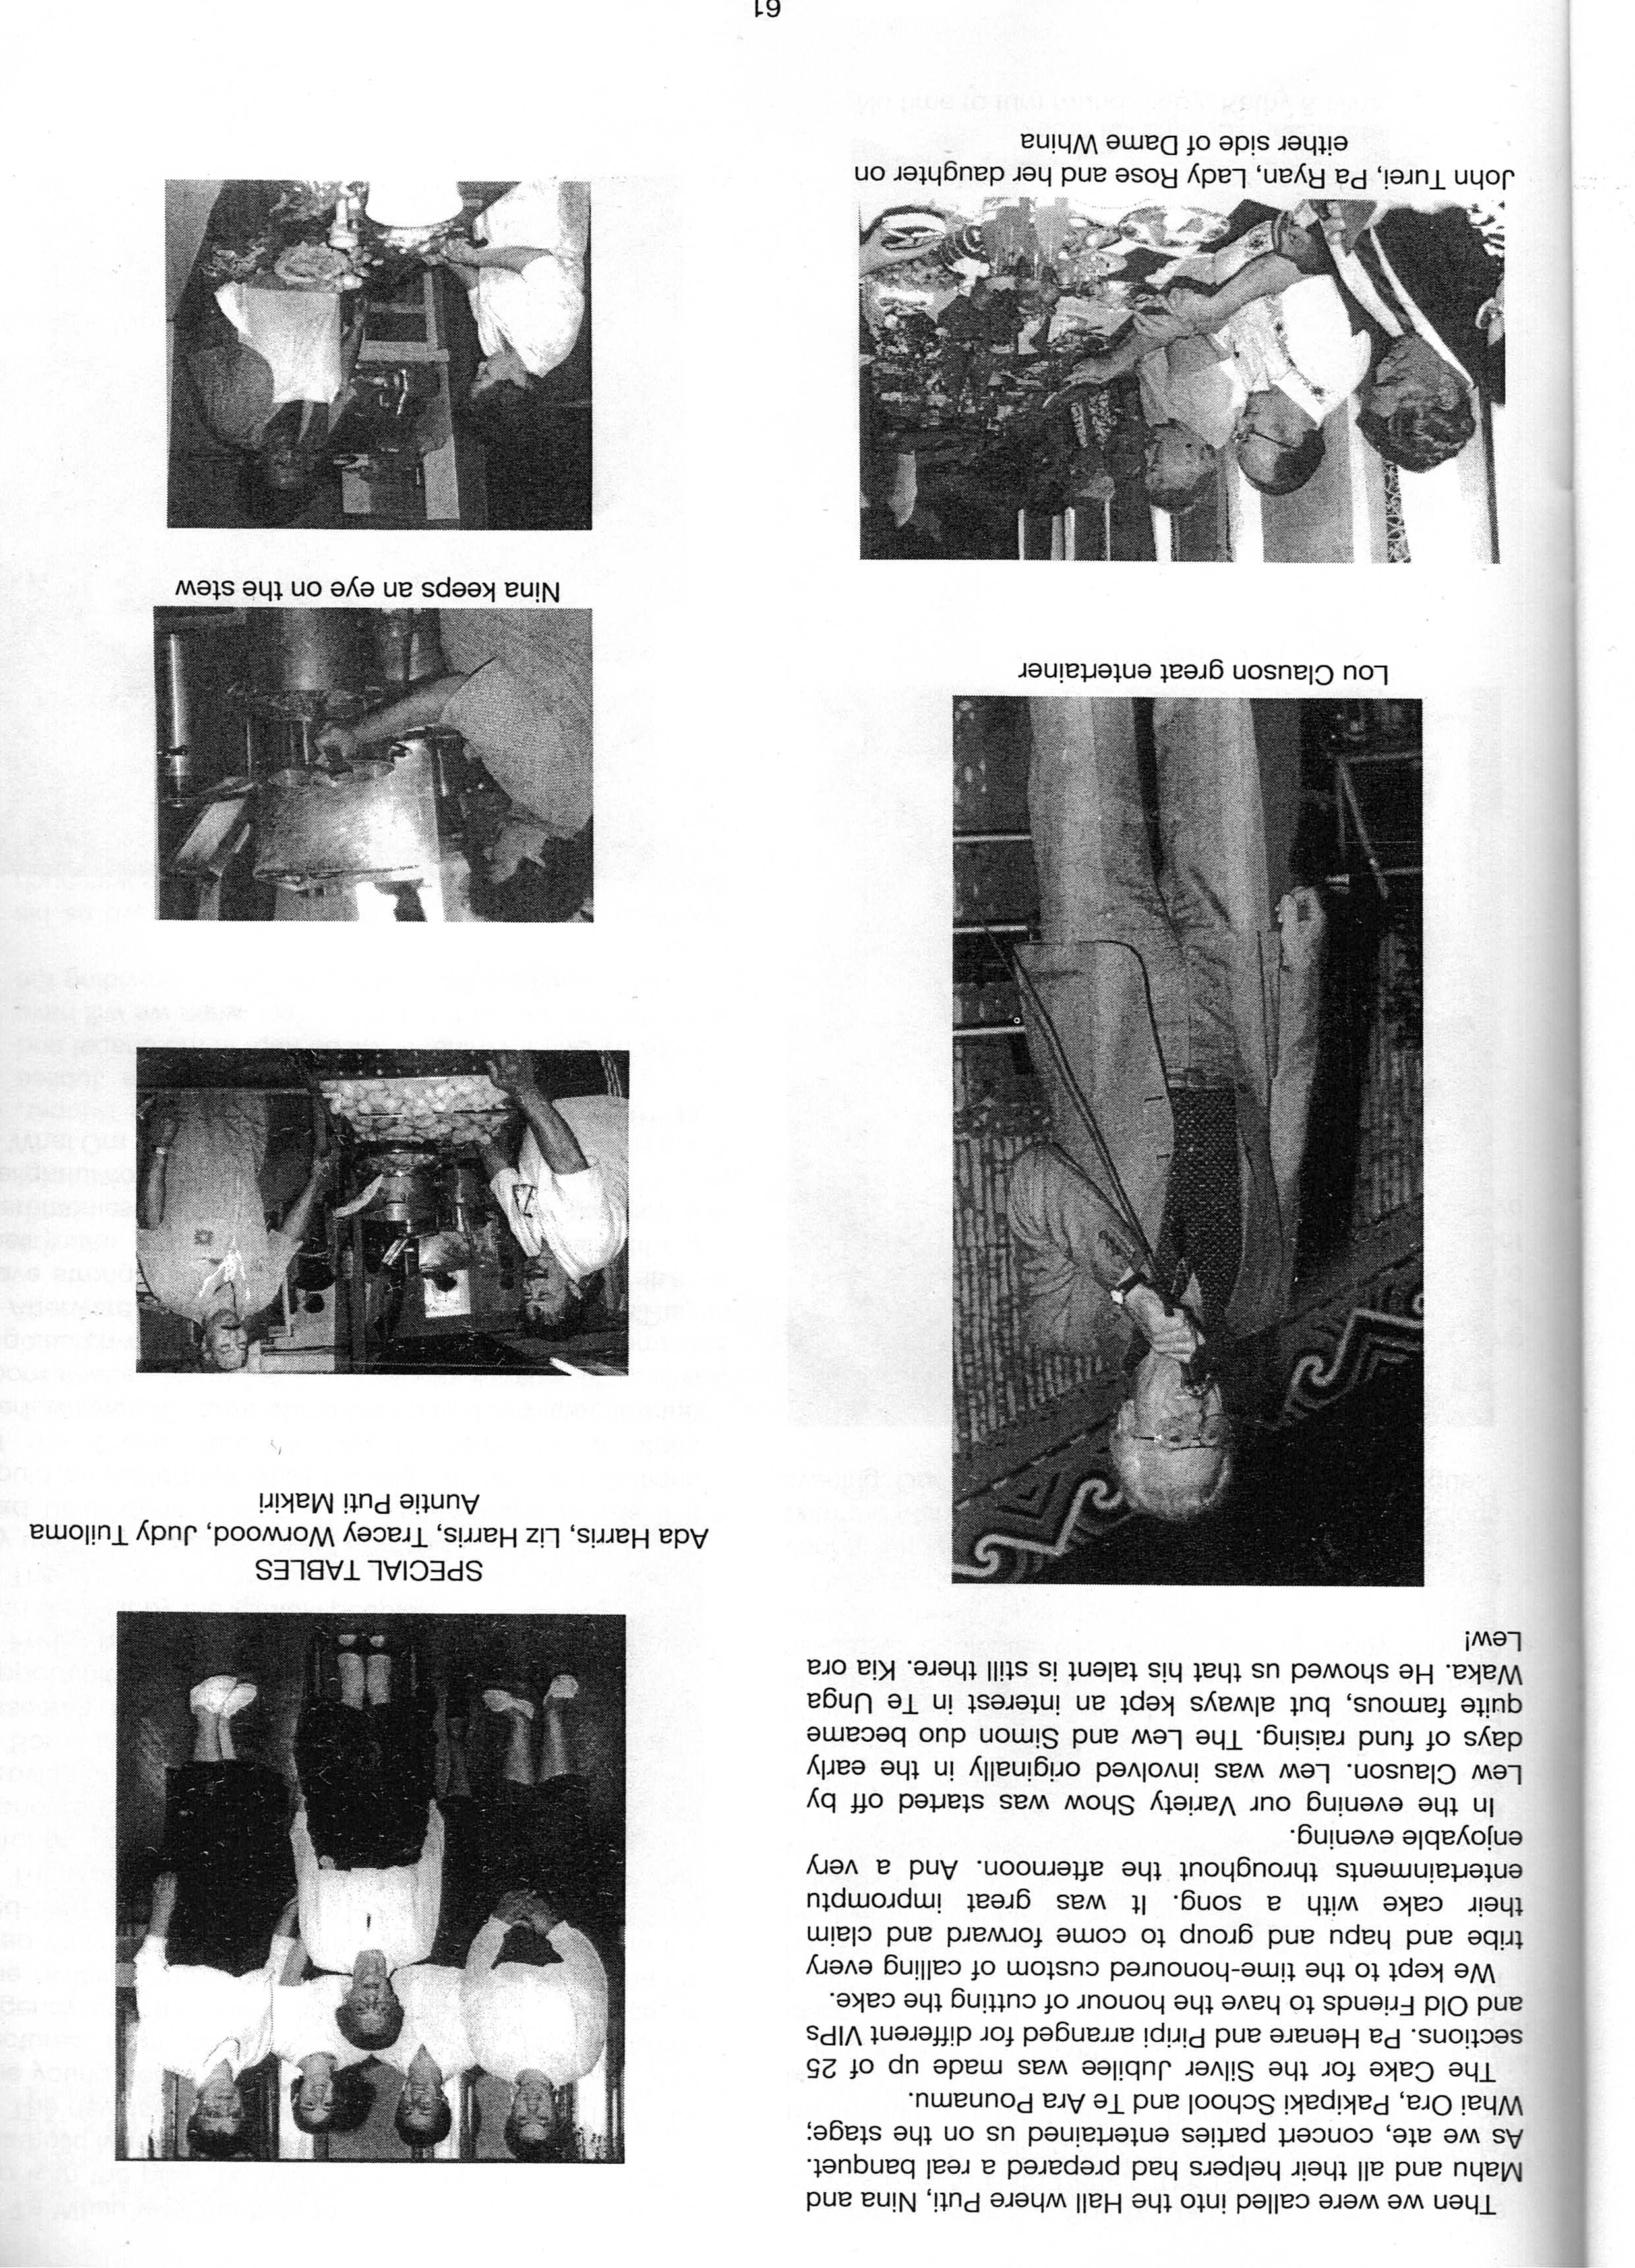 Then we were called into the Hall where Puti, Nina and
Mahu and all their helpers had prepared a real banquet.
As we ate, concert parties entertained us on the stage;
Whai Ora, Pakipaki School and Te Ara Pounamu.
The Cake for the Silver Jubilee was made up of 25
sections. Pa Henare and Piripi arranged for different VIPs
and Old Friends to have the honour of cutting the cake.
We kept to the time-honoured custom of calling every
tribe and hapu and group to come forward and claim
their cake with a song. It was great impromptu
entertainments throughout the afternoon. And a very
enjoyable evening.
In the evening our Variety Show was started off by
Lew Clauson. Lew was involved originally in the early
days of fund raising. The Lew and Simon duo became
quite famous, but always kept an interest in Te Unga
Waka. He showed us that his talent is still there. Kia ora
Lew!
Lou Clauson great entertainer
John Turei, Pa Ryan, Lady Rose and her daughter on
either side of Dame Whina
SPECIAL TABLES
Ada Harris, Liz Harris, Tracey Worwood, Judy Tuiloma
Auntie Puti Makiri
Nina keeps an eye on the stew
61